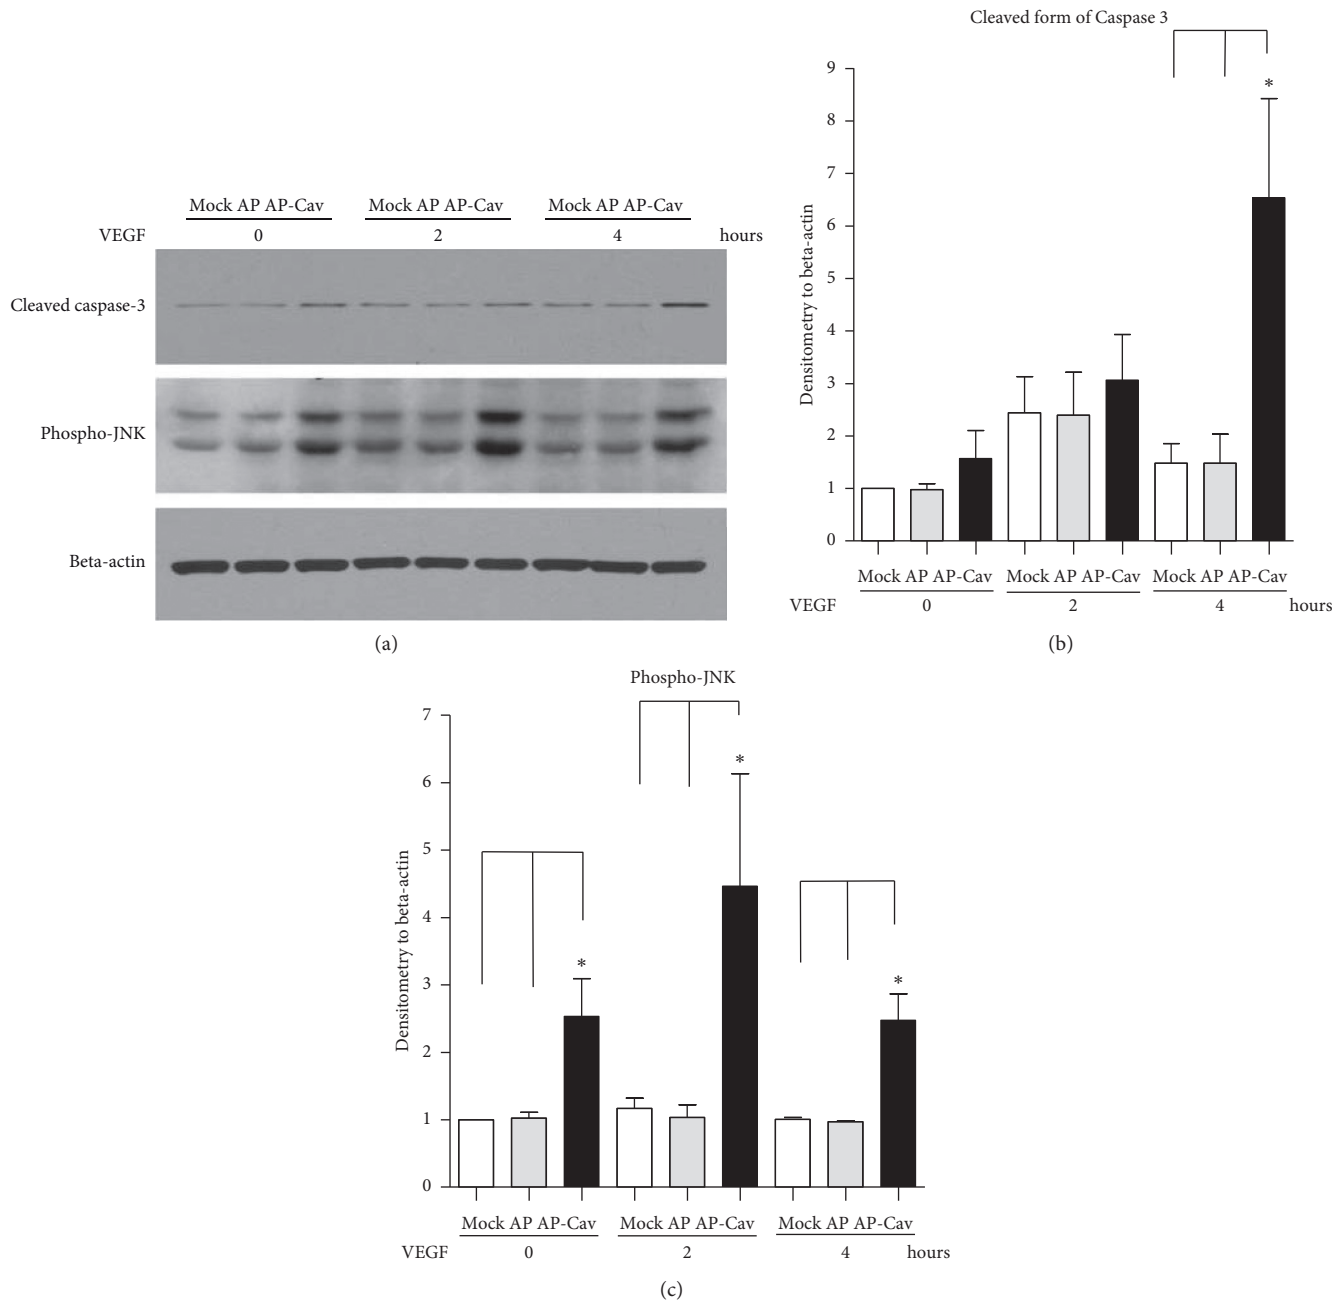 Mock AP AP-Cav Mock AP AP-Cav Mock AP AP-Cav
VEGF 0 2 4 hours
Cleaved caspase-3
Phospho-JNK
Beta-actin
(a)
Cleaved form of Caspase 3
*
9
8
7
6
5
4
3
2
1
0
Densitometry to beta-actin
Mock AP AP-Cav Mock AP AP-Cav Mock AP AP-Cav
VEGF 0 2 4 hours
(b)
Phospho-JNK
7
6
5
4
3
2
1
0
Densitometry to beta-actin
* * *
Mock AP AP-Cav Mock AP AP-Cav Mock AP AP-Cav
VEGF 0 2 4 hours
(c)